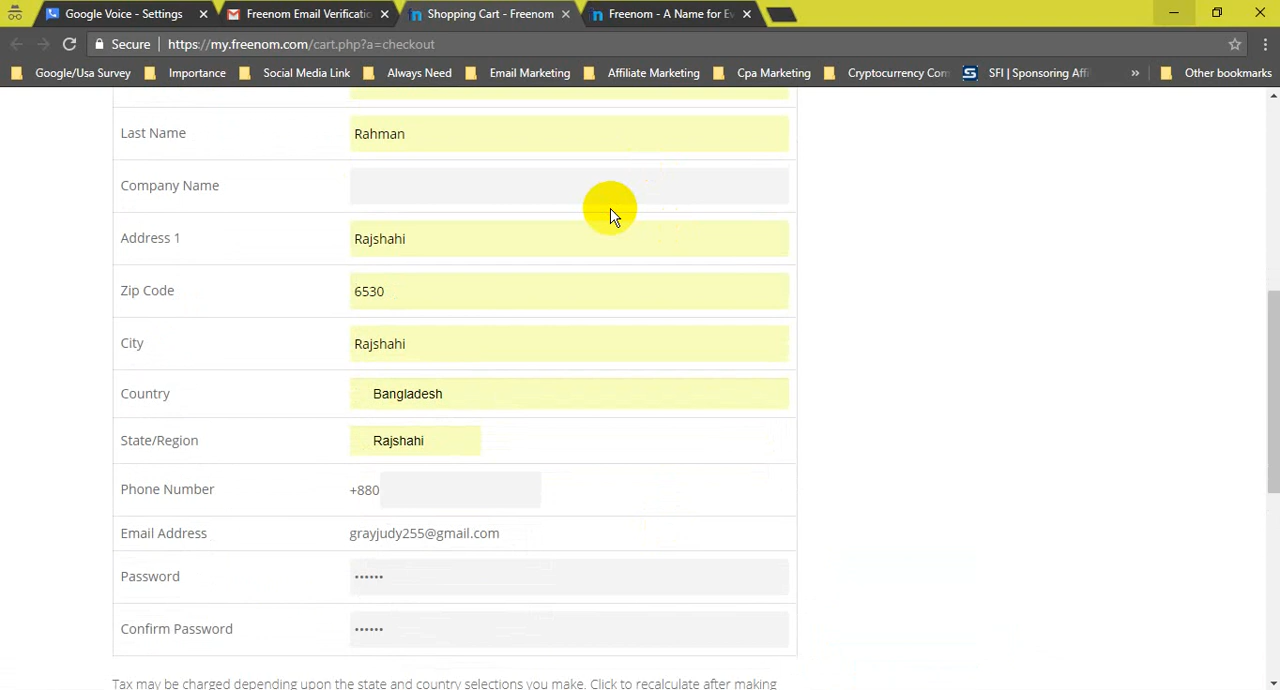 Google Voice - Settings
Freenom Email Verificatio
Shopping Cart - Freenom
Freenom - A Name for Ev
Secure
https://my.freenom.com/cart.php?a=checkout
Google/Usa Survey
Importance
Social Media Link
Always Need
Email Marketing
Affiliate Marketing
Cpa Marketing
Cryptocurrency Com
SFI | Sponsoring Affi
»
Other bookmarks
Last Name
Rahman
Company Name
Address 1
Rajshahi
Zip Code
6530
City
Rajshahi
Country
Bangladesh
State/Region
Rajshahi
Phone Number
+880
Email Address
grayjudy255@gmail.com
Password
••••••
Confirm Password
••••••
Tax may be charged depending upon the state and country selections you make. Click to recalculate after making